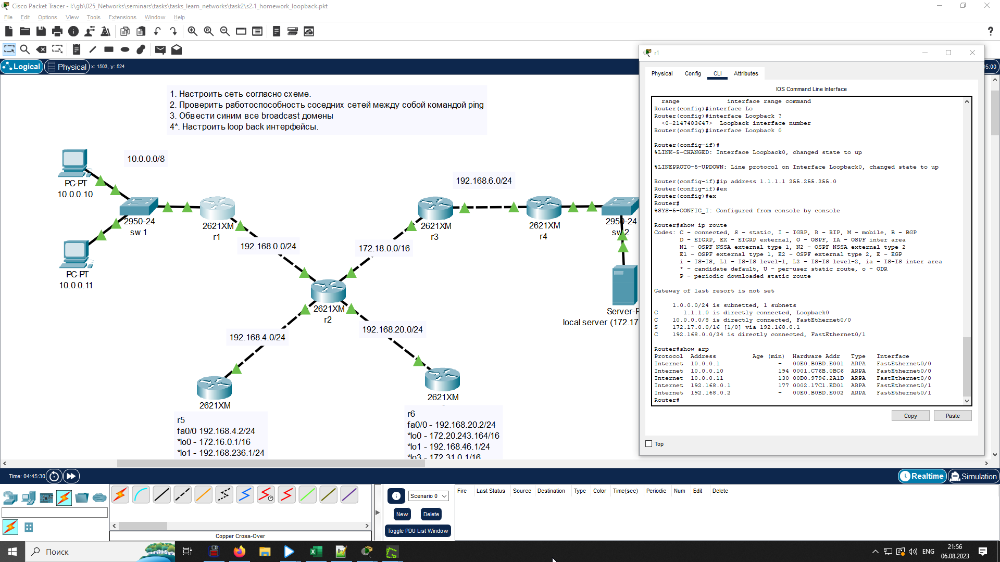 Cisco Packet Tracer - I:\gb\025_Networks\seminars\tasks\tasks_learn_networks\task2\s2.1_homework_loopback.pkt
File Edit Options View Tools Extensions Window Help
Logical Physical x: 1503, y: 524
05:00
1. Настроить сеть согласно схеме.
2. Проверить работоспособность соседних сетей между собой командой ping
3. Обвести синим все broadcast домены
4*. Настроить loop back интерфейсы.
10.0.0.0/8
PC-PT
10.0.0.10
2950-24
sw 1
PC-PT
10.0.0.11
2621XM
r1
192.168.0.0/24
172.18.0.0/16
2621XM
r3
192.168.6.0/24
2621XM
r4
2950-24
sw 2
Server-P
local server (172.17
2621XM
r2
192.168.4.0/24
192.168.20.0/24
2621XM
r5
fa0/0 192.168.4.2/24
*lo0 - 172.16.0.1/16
*lo1 - 192.168.236.1/24
2621XM
r6
fa0/0 - 192.168.20.2/24
*lo0 - 172.20.243.164/16
*lo1 - 192.168.46.1/24
*lo3 - 172.31.0.1/16
r1
Physical Config CLI Attributes
IOS Command Line Interface
range interface range command
Router(config)#interface Lo
Router(config)#interface Loopback ?
<0-2147483647> Loopback interface number
Router(config)#interface Loopback 0
Router(config-if)#
%LINK-5-CHANGED: Interface Loopback0, changed state to up
%LINEPROTO-5-UPDOWN: Line protocol on Interface Loopback0, changed state to up
Router(config-if)#ip address 1.1.1.1 255.255.255.0
Router(config-if)#ex
Router(config)#ex
Router#
%SYS-5-CONFIG_I: Configured from console by console
Router#show ip route
Codes: C - connected, S - static, I - IGRP, R - RIP, M - mobile, B - BGP
D - EIGRP, EX - EIGRP external, O - OSPF, IA - OSPF inter area
N1 - OSPF NSSA external type 1, N2 - OSPF NSSA external type 2
E1 - OSPF external type 1, E2 - OSPF external type 2, E - EGP
i - IS-IS, L1 - IS-IS level-1, L2 - IS-IS level-2, ia - IS-IS inter area
* - candidate default, U - per-user static route, o - ODR
P - periodic downloaded static route
Gateway of last resort is not set
1.0.0.0/24 is subnetted, 1 subnets
C 1.1.1.0 is directly connected, Loopback0
C 10.0.0.0/8 is directly connected, FastEthernet0/0
S 172.17.0.0/16 [1/0] via 192.168.0.1
C 192.168.0.0/24 is directly connected, FastEthernet0/1
Router#show arp
Protocol Address Age (min) Hardware Addr Type Interface
Internet 10.0.0.1 - 00E0.B0BD.E001 ARPA FastEthernet0/0
Internet 10.0.0.10 194 0001.C76B.0BC6 ARPA FastEthernet0/0
Internet 10.0.0.11 130 00D0.9796.2A1D ARPA FastEthernet0/0
Internet 192.168.0.1 177 0002.17C1.ED01 ARPA FastEthernet0/1
Internet 192.168.0.2 - 00E0.B0BD.E002 ARPA FastEthernet0/1
Router#
Copy Paste
Top
Time: 04:45:30
Realtime Simulation
Copper Cross-Over
Scenario 0
New Delete
Toggle PDU List Window
Fire Last Status Source Destination Type Color Time(sec) Periodic Num Edit Delete
Поиск
ENG
21:56
06.08.2023